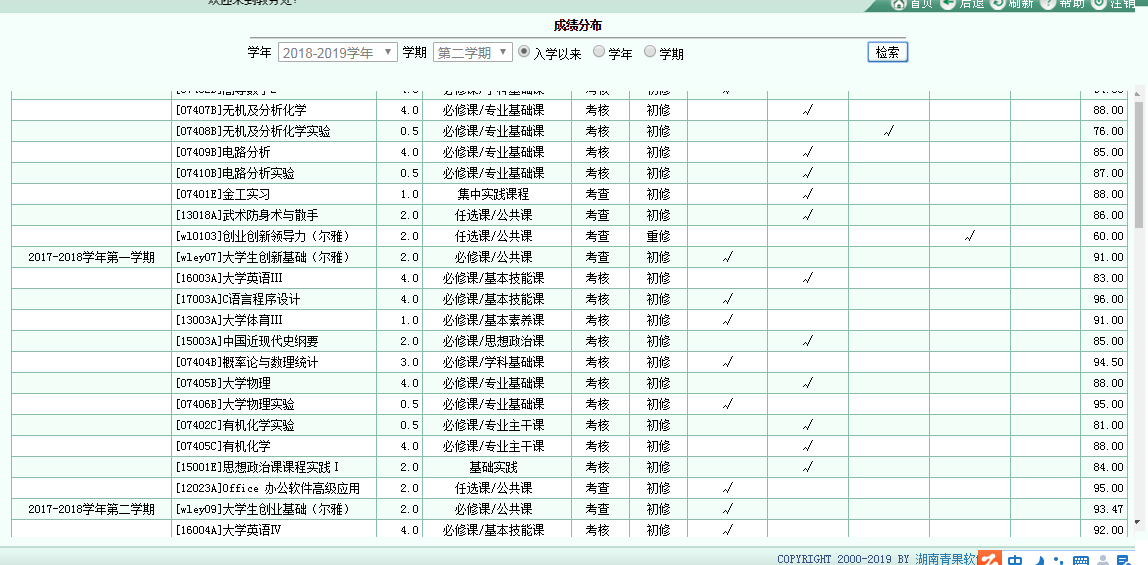 欢迎来到教务处!
首页 后退 刷新 帮助 注销
成绩分布
学年 2018-2019学年 学期 第二学期 入学以来 学年 学期 检索
[07407B]无机及分析化学 4.0 必修课/专业基础课 考核 初修 √ 88.00
[07408B]无机及分析化学实验 0.5 必修课/专业基础课 考核 初修 √ 76.00
[07409B]电路分析 4.0 必修课/专业基础课 考核 初修 √ 85.00
[07410B]电路分析实验 0.5 必修课/专业基础课 考核 初修 √ 87.00
[07401E]金工实习 1.0 集中实践课程 考查 初修 √ 88.00
[13018A]武术防身术与散手 2.0 任选课/公共课 考查 初修 √ 86.00
[wl0103]创业创新领导力（尔雅） 2.0 任选课/公共课 考查 重修 √ 60.00
2017-2018学年第一学期 [wley07]大学生创新基础（尔雅） 2.0 必修课/公共课 考查 初修 √ 91.00
[16003A]大学英语III 4.0 必修课/基本技能课 考核 初修 √ 83.00
[17003A]C语言程序设计 4.0 必修课/基本技能课 考核 初修 √ 96.00
[13003A]大学体育III 1.0 必修课/基本素养课 考核 初修 √ 91.00
[15003A]中国近现代史纲要 2.0 必修课/思想政治课 考核 初修 √ 85.00
[07404B]概率论与数理统计 3.0 必修课/学科基础课 考核 初修 √ 94.50
[07405B]大学物理 4.0 必修课/专业基础课 考核 初修 √ 88.00
[07406B]大学物理实验 0.5 必修课/专业基础课 考核 初修 √ 95.00
[07402C]有机化学实验 0.5 必修课/专业主干课 考核 初修 √ 81.00
[07405C]有机化学 4.0 必修课/专业主干课 考核 初修 √ 88.00
[15001E]思想政治课课程实践Ⅰ 2.0 基础实践 考核 初修 √ 84.00
[12023A]Office 办公软件高级应用 2.0 任选课/公共课 考查 初修 √ 95.00
2017-2018学年第二学期 [wley09]大学生创业基础（尔雅） 2.0 必修课/公共课 考查 初修 √ 93.47
[16004A]大学英语Ⅳ 4.0 必修课/基本技能课 考核 初修 √ 92.00
COPYRIGHT 2000-2019 BY 湖南青果软
中